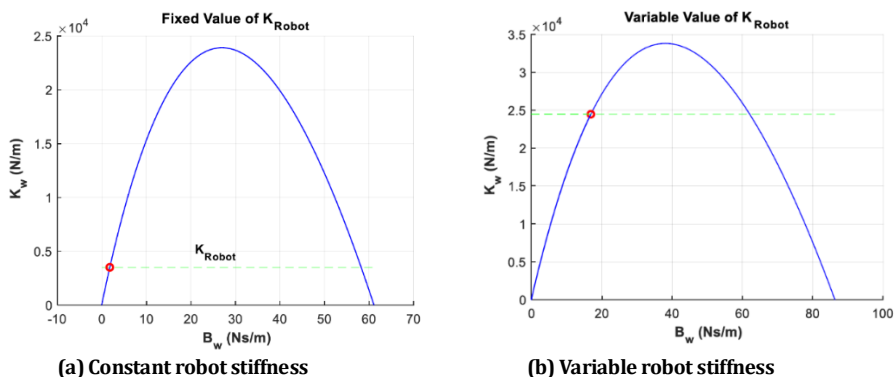 Fixed Value of K_Robot
×10⁴
2.5
2
1.5
1
0.5
0
K_w (N/m)
K_Robot
-10 0 10 20 30 40 50 60 70
B_w (Ns/m)
(a) Constant robot stiffness
Variable Value of K_Robot
×10⁴
3.5
3
2.5
2
1.5
1
0.5
0
K_w (N/m)
0 20 40 60 80 100
B_w (Ns/m)
(b) Variable robot stiffness